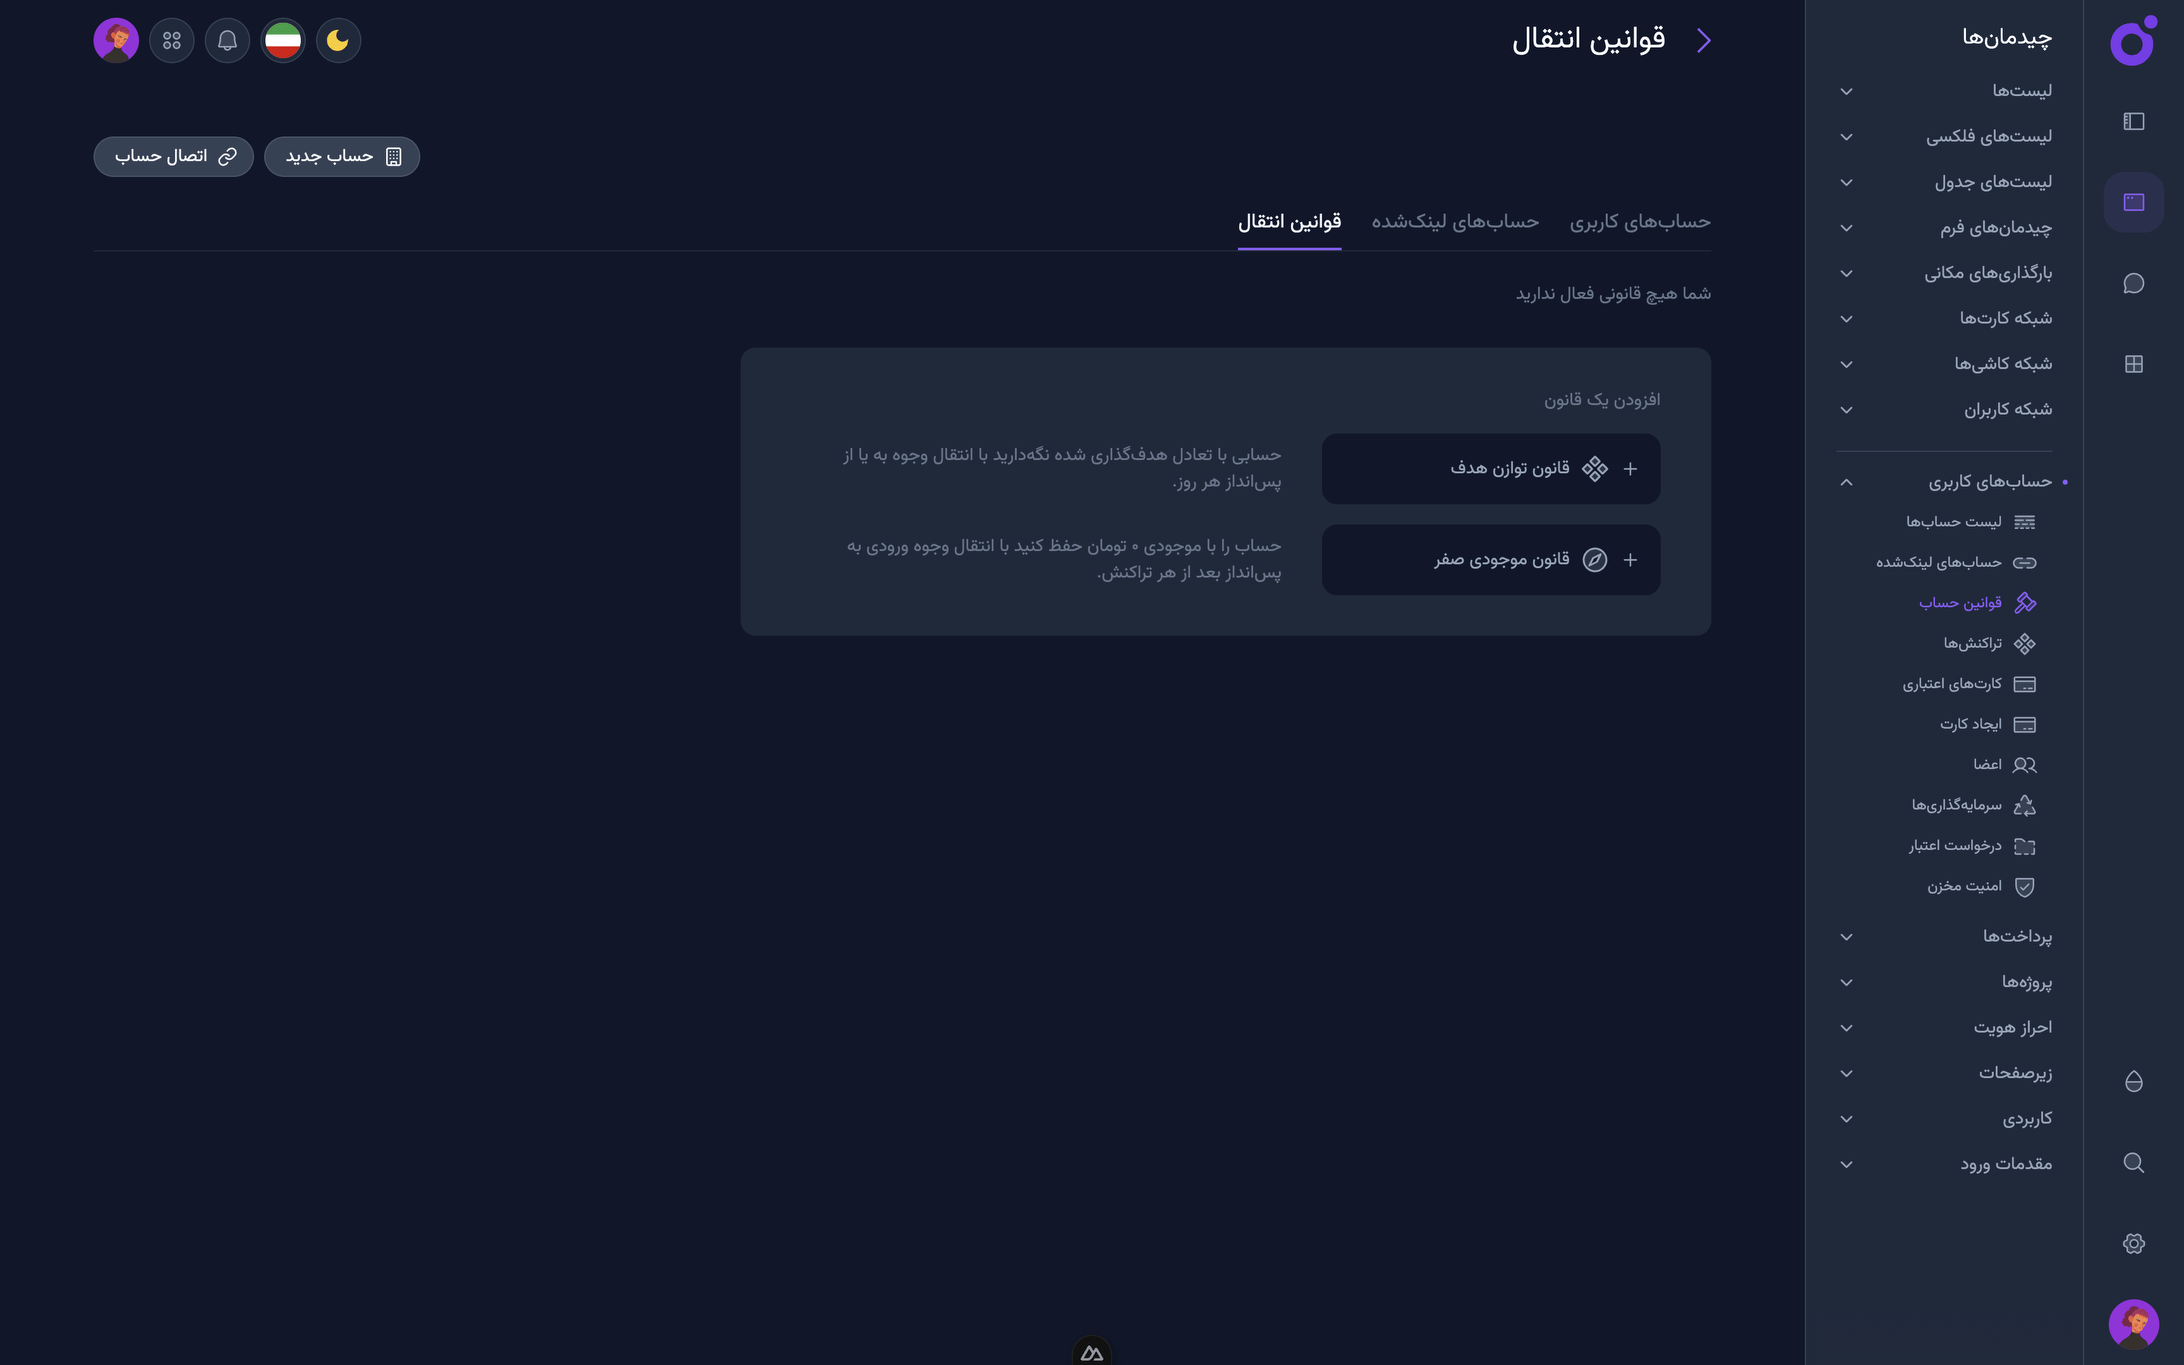 چیدمان‌ها
لیست‌ها
لیست‌های فلکسی
لیست‌های جدول
چیدمان‌های فرم
بارگذاری‌های مکانی
شبکه کارت‌ها
شبکه کاشی‌ها
شبکه کاربران
حساب‌های کاربری
لیست حساب‌ها
حساب‌های لینک‌شده
قوانین حساب
تراکنش‌ها
کارت‌های اعتباری
ایجاد کارت
اعضا
سرمایه‌گذاری‌ها
درخواست اعتبار
امنیت مخزن
پرداخت‌ها
پروژه‌ها
احراز هویت
زیرصفحات
کاربردی
مقدمات ورود
قوانین انتقال
حساب جدید
اتصال حساب
حساب‌های کاربری
حساب‌های لینک‌شده
قوانین انتقال
شما هیچ قانونی فعال ندارید
افزودن یک قانون
قانون توازن هدف
حسابی با تعادل هدف‌گذاری شده نگه‌دارید با انتقال وجوه به یا از
پس‌انداز هر روز.
قانون موجودی صفر
حساب را با موجودی ۰ تومان حفظ کنید با انتقال وجوه ورودی به
پس‌انداز بعد از هر تراکنش.